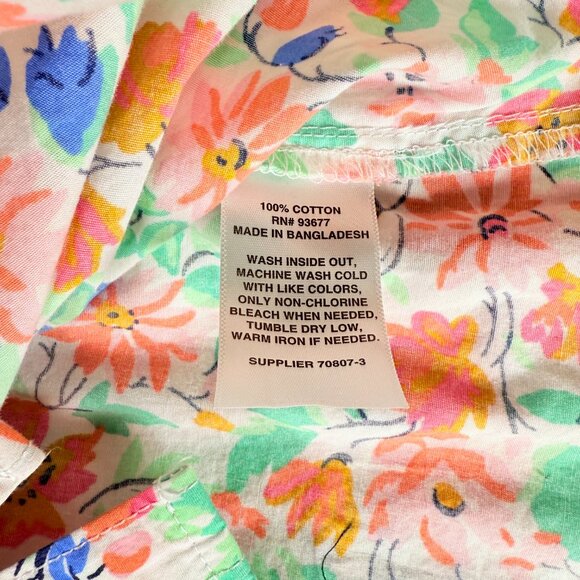 100% COTTON
RN# 93677
MADE IN BANGLADESH
WASH INSIDE OUT,
MACHINE WASH COLD
WITH LIKE COLORS,
ONLY NON-CHLORINE
BLEACH WHEN NEEDED,
TUMBLE DRY LOW,
WARM IRON IF NEEDED.
SUPPLIER 70807-3